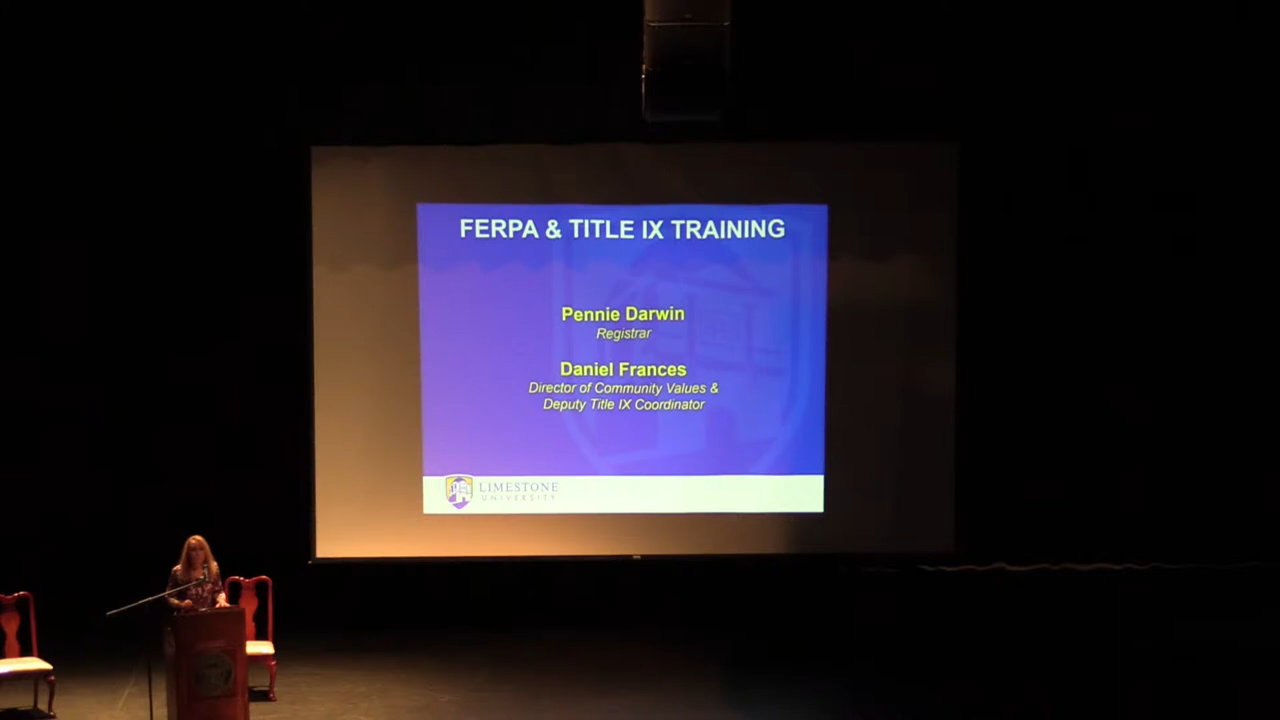 FERPA & TITLE IX TRAINING
Pennie Darwin
Registrar
Daniel Frances
Director of Community Values &
Deputy Title IX Coordinator
LIMESTONE
UNIVERSITY